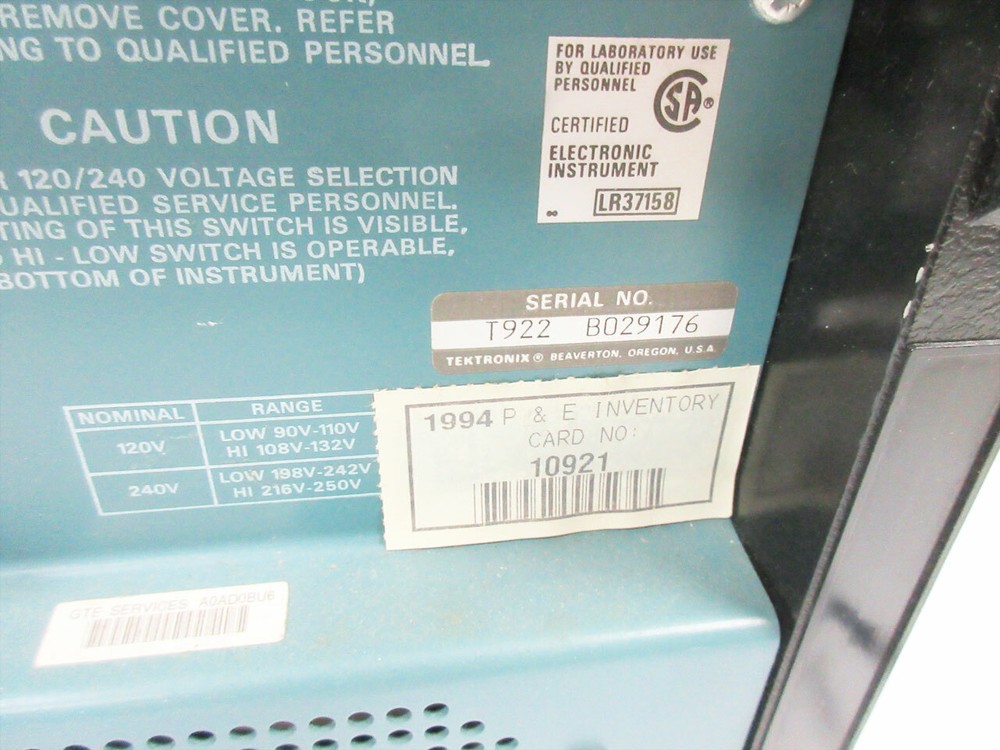 REMOVE COVER. REFER
NG TO QUALIFIED PERSONNEL
CAUTION
R 120/240 VOLTAGE SELECTION
UALIFIED SERVICE PERSONNEL.
TING OF THIS SWITCH IS VISIBLE,
HI - LOW SWITCH IS OPERABLE,
BOTTOM OF INSTRUMENT)
FOR LABORATORY USE
BY QUALIFIED
PERSONNEL
SA®
CERTIFIED
ELECTRONIC
INSTRUMENT
LR37158
SERIAL NO.
T922 B029176
TEKTRONIX® BEAVERTON, OREGON, U.S.A.
NOMINAL RANGE
120V LOW 90V-110V
HI 108V-132V
240V LOW 198V-242V
HI 216V-250V
1994 P & E INVENTORY
CARD NO:
10921
GTE SERVICES A0AD0BU6